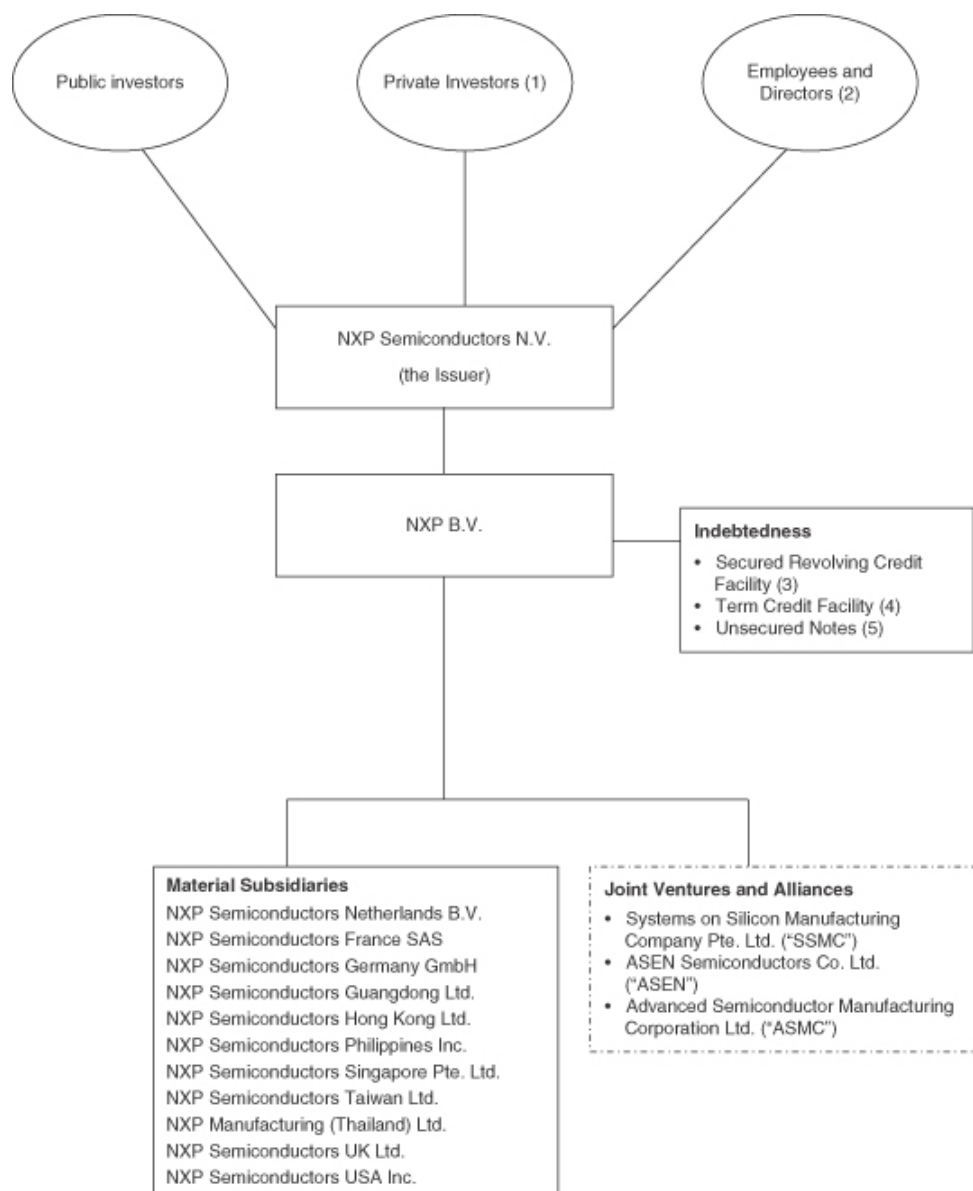 Public investors
Private Investors (1)
Employees and
Directors (2)
NXP Semiconductors N.V.
(the Issuer)
NXP B.V.
Indebtedness
• Secured Revolving Credit
Facility (3)
• Term Credit Facility (4)
• Unsecured Notes (5)
Material Subsidiaries
NXP Semiconductors Netherlands B.V.
NXP Semiconductors France SAS
NXP Semiconductors Germany GmbH
NXP Semiconductors Guangdong Ltd.
NXP Semiconductors Hong Kong Ltd.
NXP Semiconductors Philippines Inc.
NXP Semiconductors Singapore Pte. Ltd.
NXP Semiconductors Taiwan Ltd.
NXP Manufacturing (Thailand) Ltd.
NXP Semiconductors UK Ltd.
NXP Semiconductors USA Inc.
Joint Ventures and Alliances
• Systems on Silicon Manufacturing
Company Pte. Ltd. (“SSMC”)
• ASEN Semiconductors Co. Ltd.
(“ASEN”)
• Advanced Semiconductor Manufacturing
Corporation Ltd. (“ASMC”)